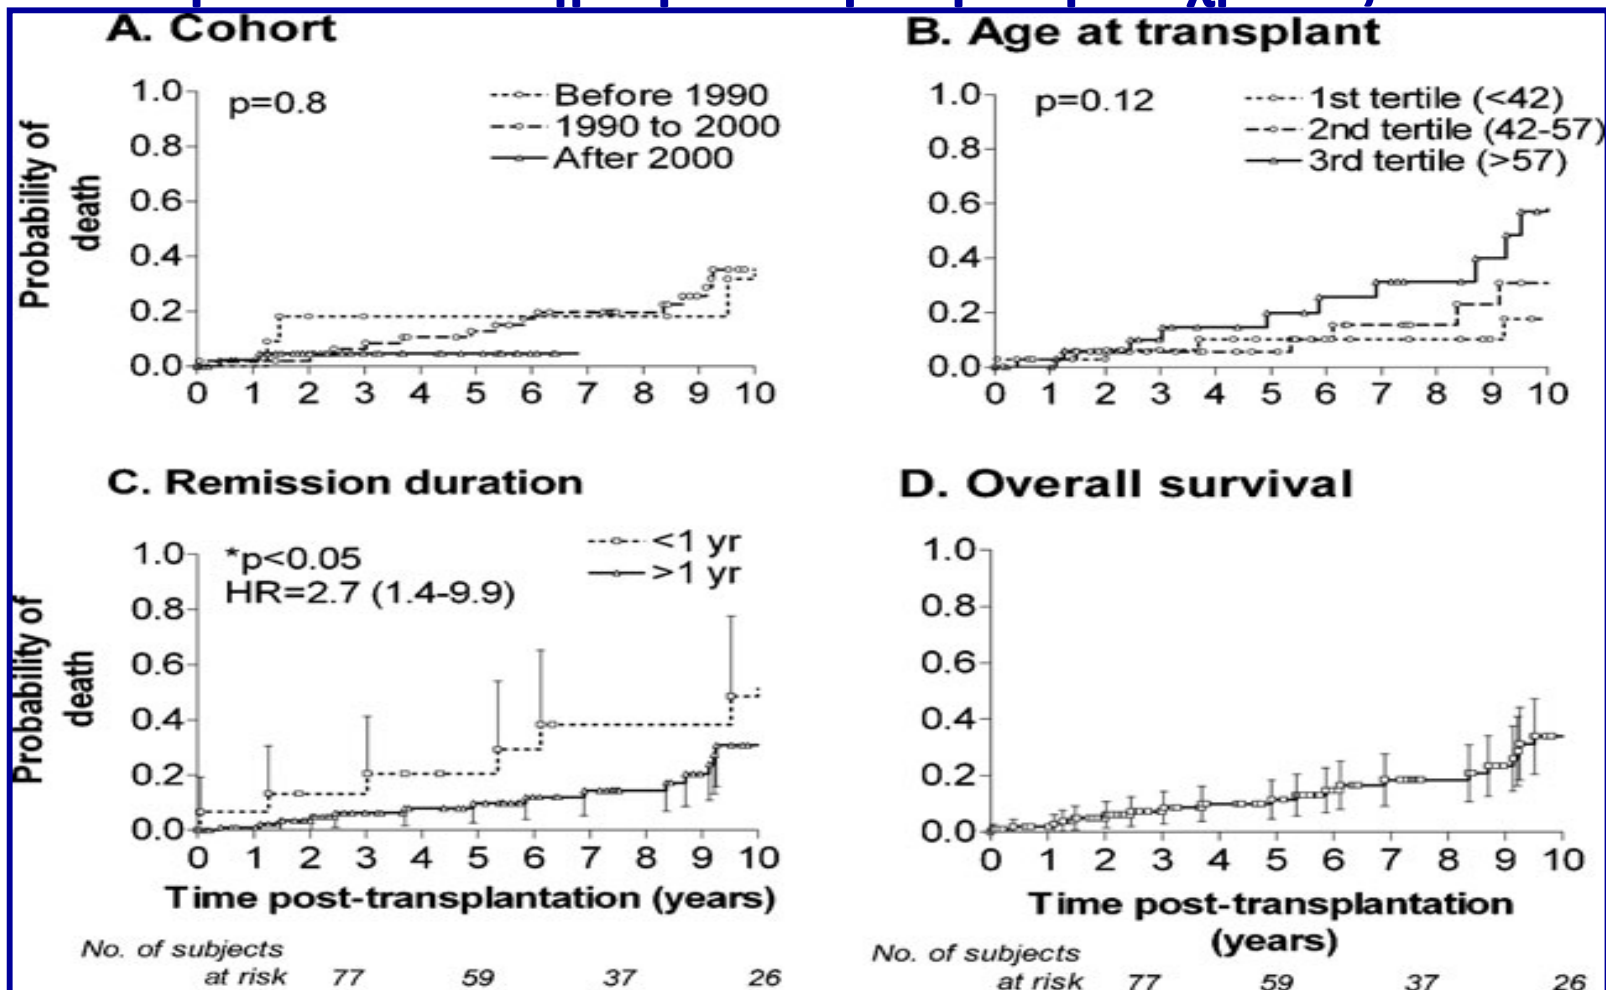 A. Cohort
Probability of
death
1.0
0.8
0.6
0.4
0.2
0.0
p=0.8
Before 1990
1990 to 2000
After 2000
0 1 2 3 4 5 6 7 8 9 10
B. Age at transplant
1.0
0.8
0.6
0.4
0.2
0.0
p=0.12
1st tertile (<42)
2nd tertile (42-57)
3rd tertile (>57)
0 1 2 3 4 5 6 7 8 9 10
C. Remission duration
Probability of
death
1.0
0.8
0.6
0.4
0.2
0.0
*p<0.05
HR=2.7 (1.4-9.9)
<1 yr
>1 yr
0 1 2 3 4 5 6 7 8 9 10
Time post-transplantation (years)
No. of subjects
at risk 77 59 37 26
D. Overall survival
1.0
0.8
0.6
0.4
0.2
0.0
0 1 2 3 4 5 6 7 8 9 10
Time post-transplantation
(years)
No. of subjects
at risk 77 59 37 26